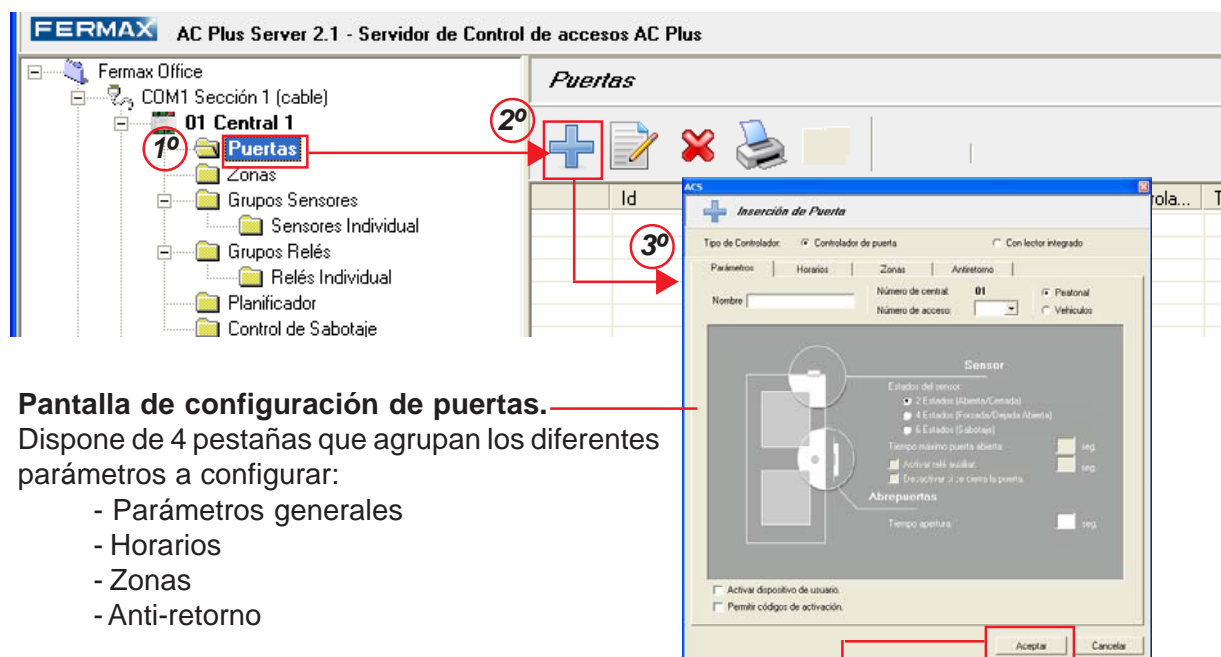 FERMAX AC Plus Server 2.1 - Servidor de Control de accesos AC Plus
Fermax Office
COM1 Sección 1 (cable)
01 Central 1
1º Puertas
Zonas
Grupos Sensores
Sensores Individual
Grupos Relés
Relés Individual
Planificador
Control de Sabotaje
Puertas
2º
Id
rola...
T
3º
ACS
Inserción de Puerta
Tipo de Controlador: Controlador de puerta Con lector integrado
Parámetros Horarios Zonas Antiretorno
Nombre
Número de central: 01
Número de acceso:
Peatonal
Vehículos
Sensor
Estados del sensor:
2 Estados (Abierta/Cerrada)
4 Estados (Forzada/Dejada Abierta)
6 Estados (Sabotaje)
Tiempo máximo puerta abierta: seg.
Activar relé auxiliar: seg.
Desactivar si se cierra la puerta.
Abrepuertas
Tiempo apertura: seg.
Activar dispositivo de usuario.
Permitir códigos de activación.
Aceptar Cancelar
Pantalla de configuración de puertas.
Dispone de 4 pestañas que agrupan los diferentes
parámetros a configurar:
- Parámetros generales
- Horarios
- Zonas
- Anti-retorno